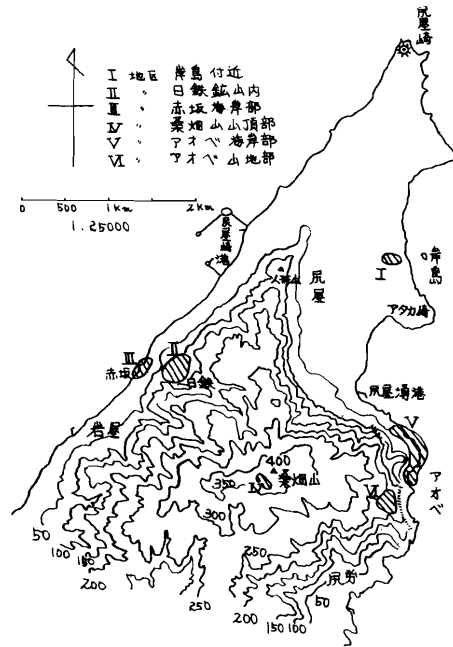 尻屋崎
I 地区 岸島付近
II 〃 日鉄鉱山内
III 〃 赤坂海岸部
IV 〃 桑畑山山頂部
V 〃 アオベ海岸部
VI 〃 アオベ山地部
0 500 1Km 2Km
1.25000
尻屋崎港
尻屋
I
岸島
アタカ崎
III
II
赤坂
日鉄
尻屋漁港
V
岩屋
400
桑畑山
350
IV
VI
アオベ
300
50
100
150
200
250
250
200
150
100
50
尻労